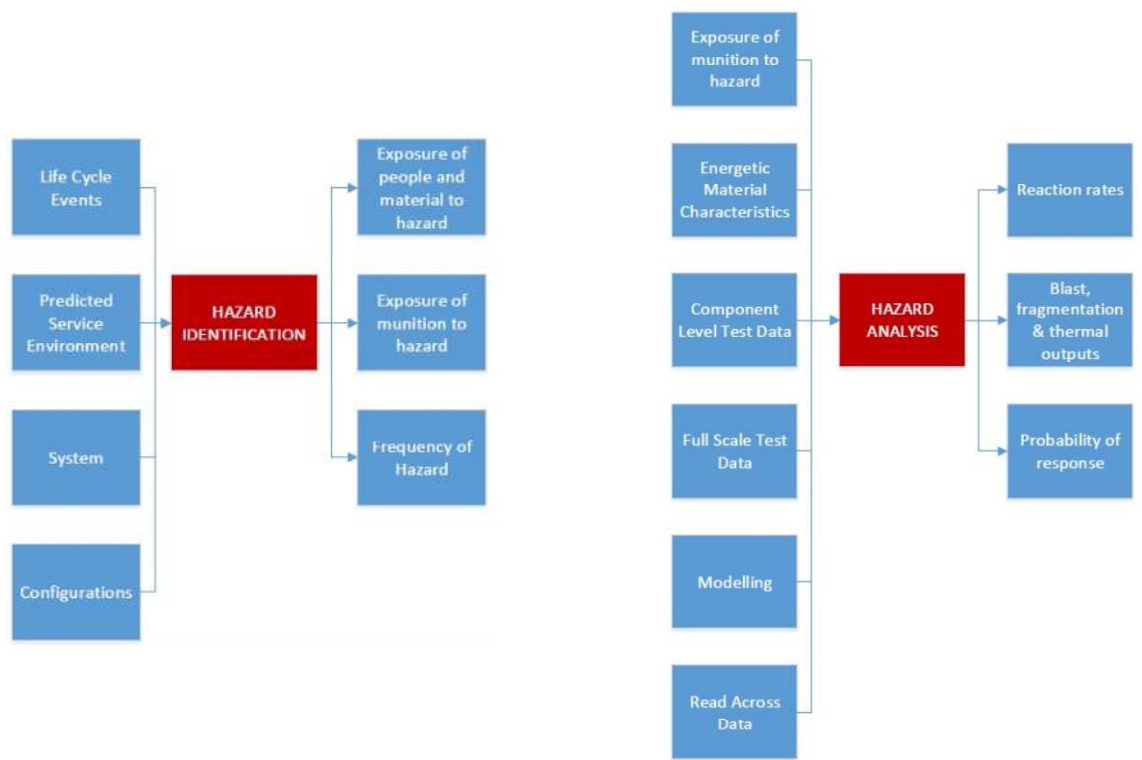 Life Cycle
Events
Predicted
Service
Environment
System
Configurations
HAZARD
IDENTIFICATION
Exposure of
people and
material to
hazard
Exposure of
munition to
hazard
Frequency of
Hazard
Exposure of
munition to
hazard
Energetic
Material
Characteristics
Component
Level Test Data
Full Scale Test
Data
Modelling
Read Across
Data
HAZARD
ANALYSIS
Reaction rates
Blast,
fragmentation
& thermal
outputs
Probability of
response